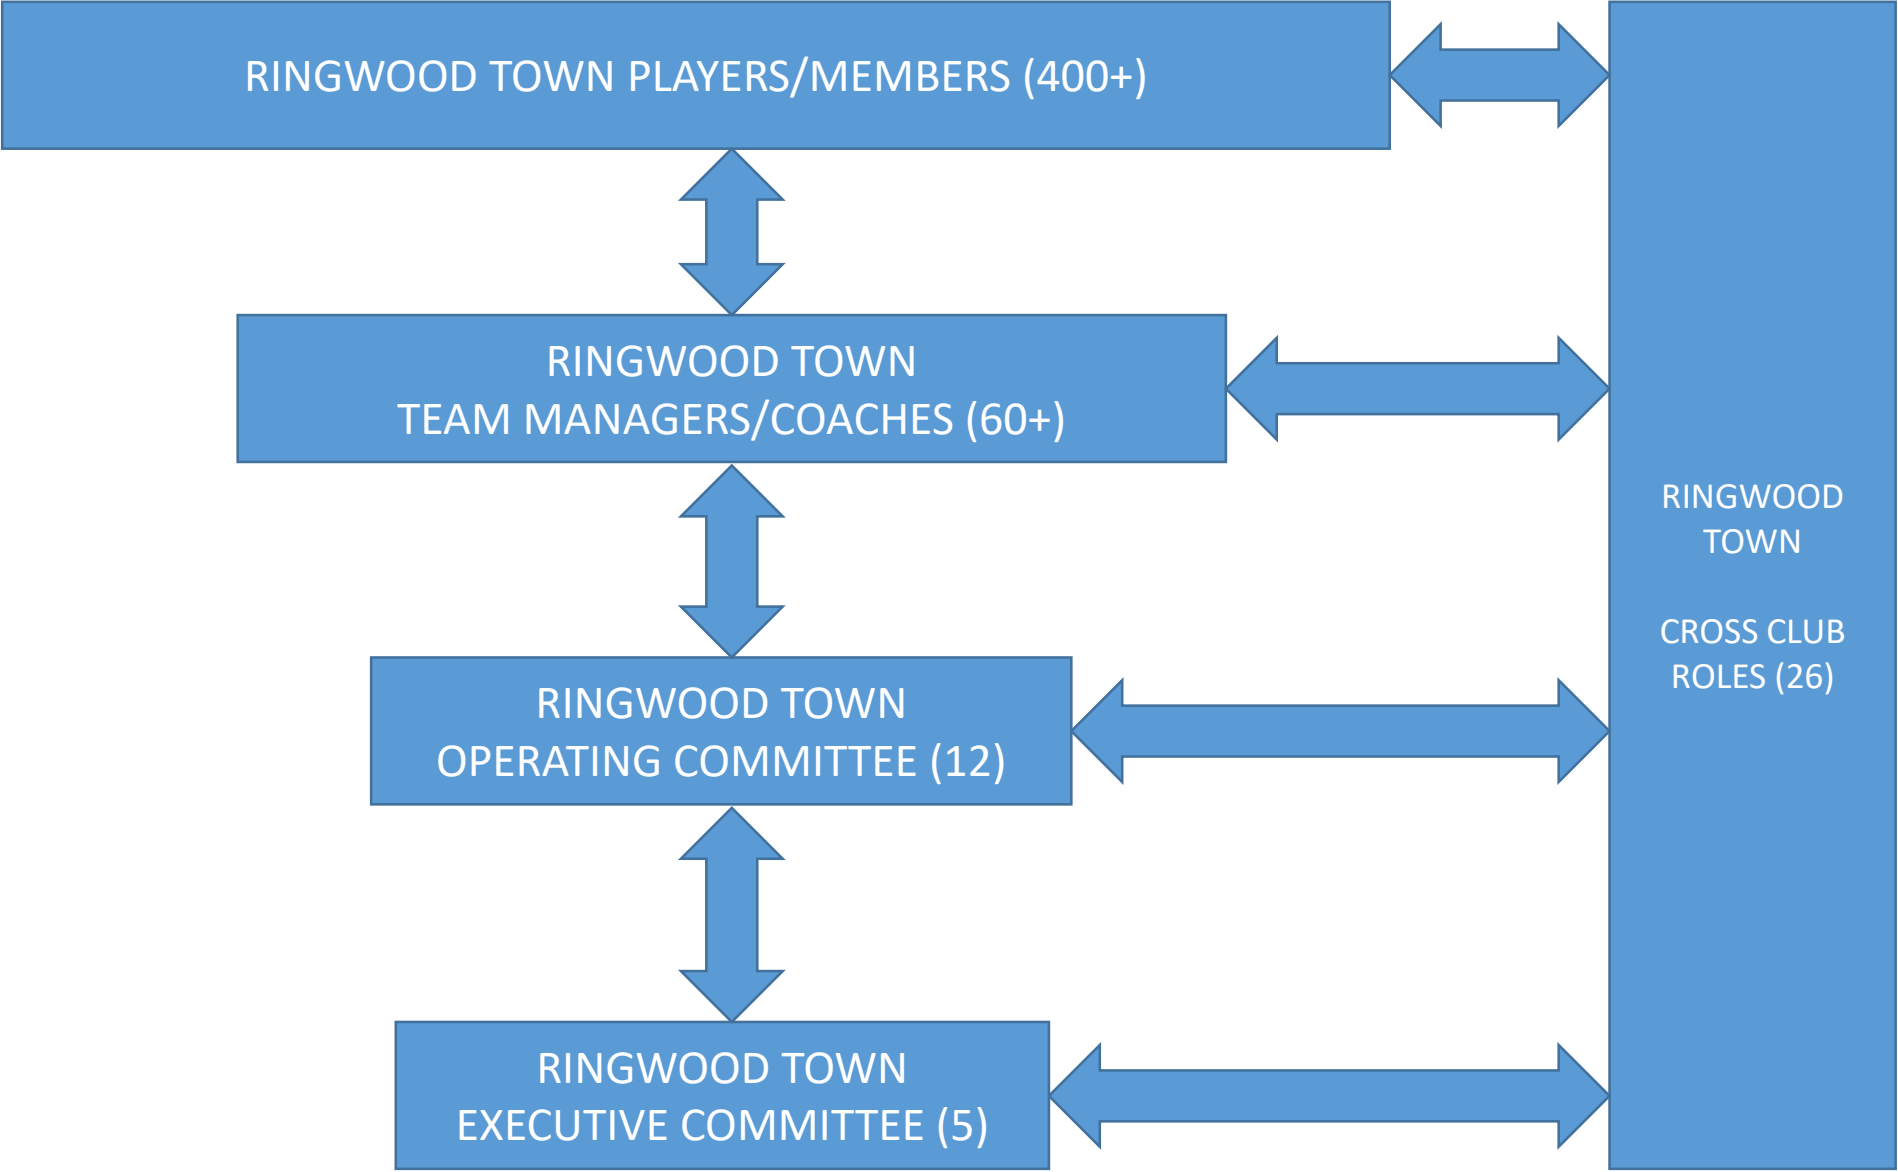 RINGWOOD TOWN PLAYERS/MEMBERS (400+)
RINGWOOD TOWN
TEAM MANAGERS/COACHES (60+)
RINGWOOD TOWN
OPERATING COMMITTEE (12)
RINGWOOD TOWN
EXECUTIVE COMMITTEE (5)
RINGWOOD
TOWN
CROSS CLUB
ROLES (26)